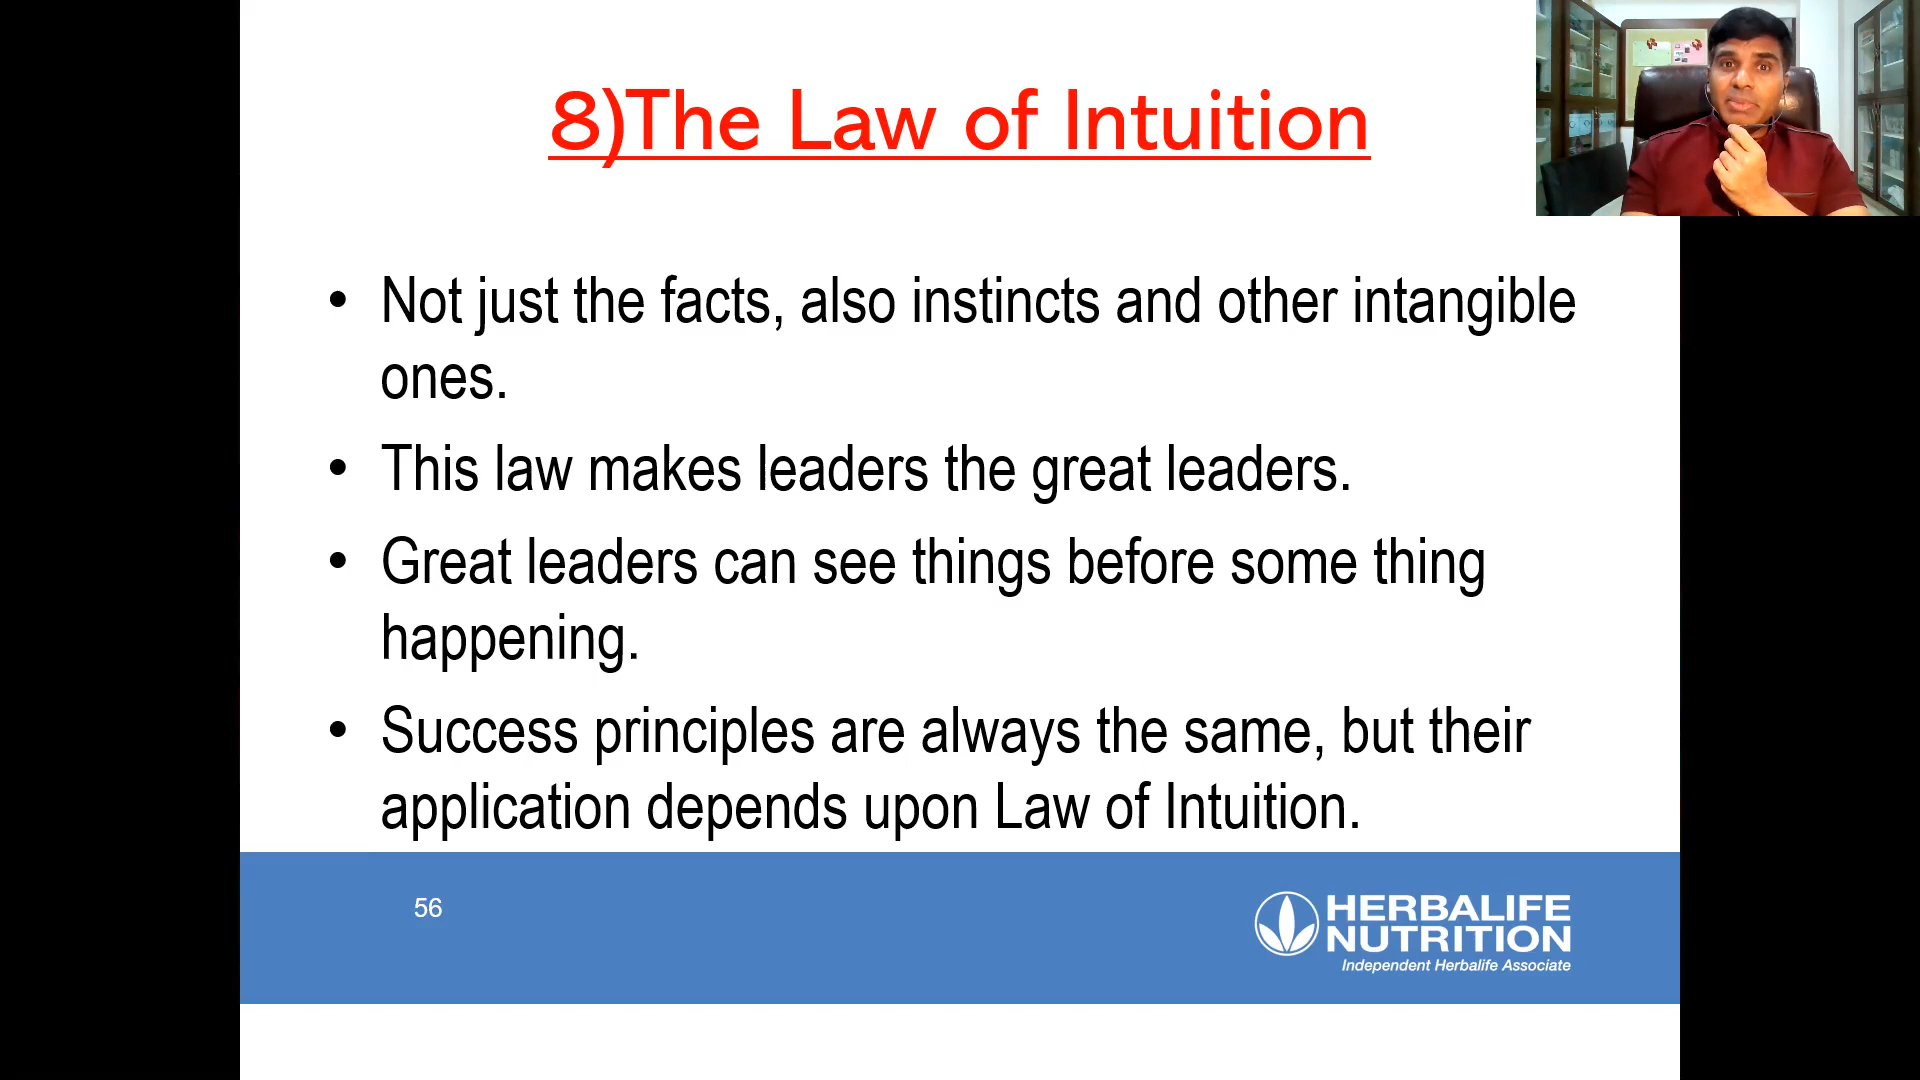 8)The Law of Intuition
• Not just the facts, also instincts and other intangible
ones.
• This law makes leaders the great leaders.
• Great leaders can see things before some thing
happening.
• Success principles are always the same, but their
application depends upon Law of Intuition.
56
HERBALIFE
NUTRITION
Independent Herbalife Associate